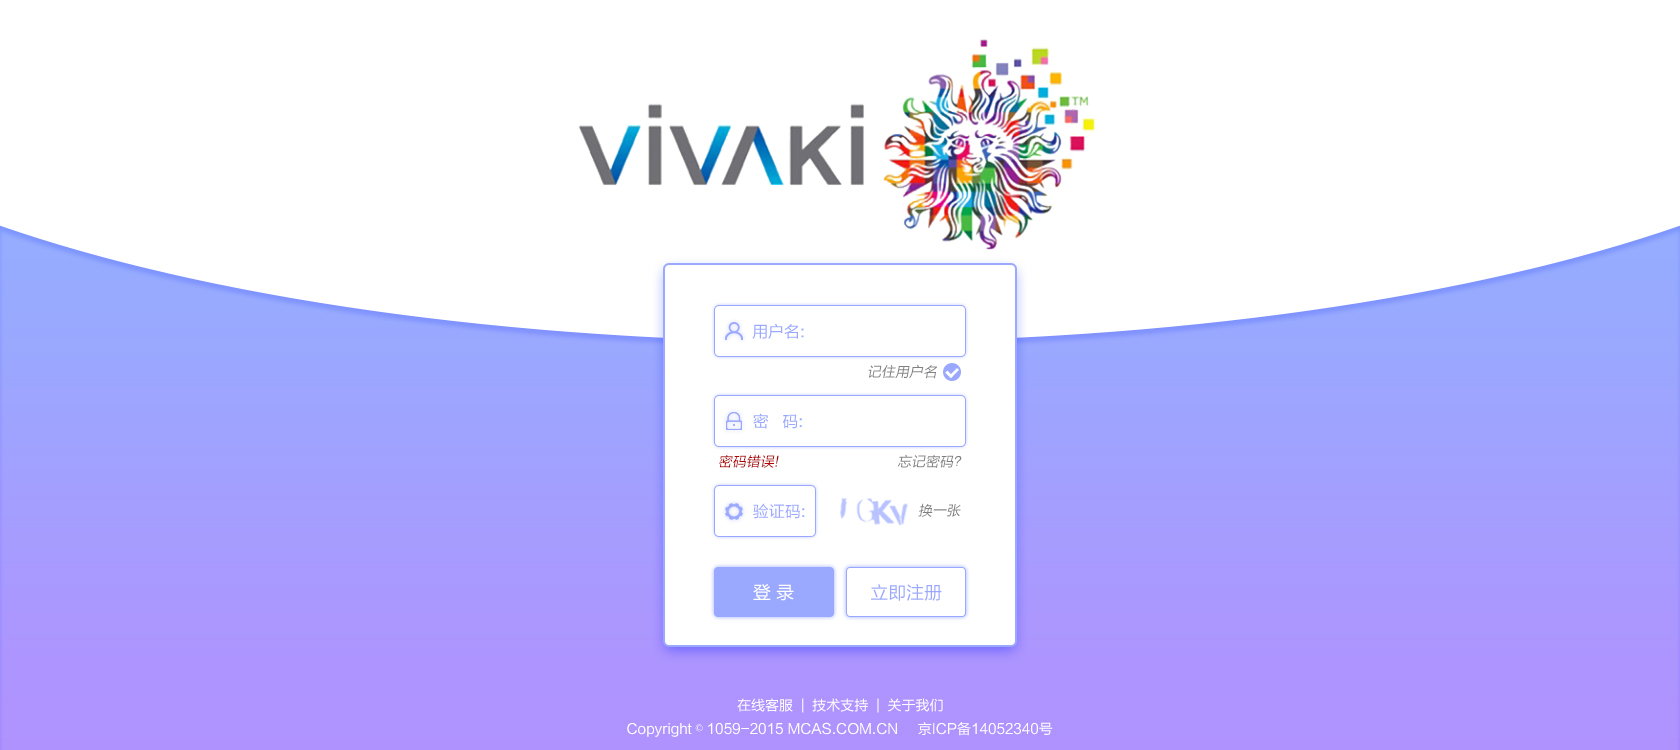 ViVAKi
TM
用户名:
记住用户名
密 码:
密码错误!
忘记密码?
验证码:
换一张
登 录
立即注册
在线客服 | 技术支持 | 关于我们
Copyright © 1059-2015 MCAS.COM.CN 京ICP备14052340号